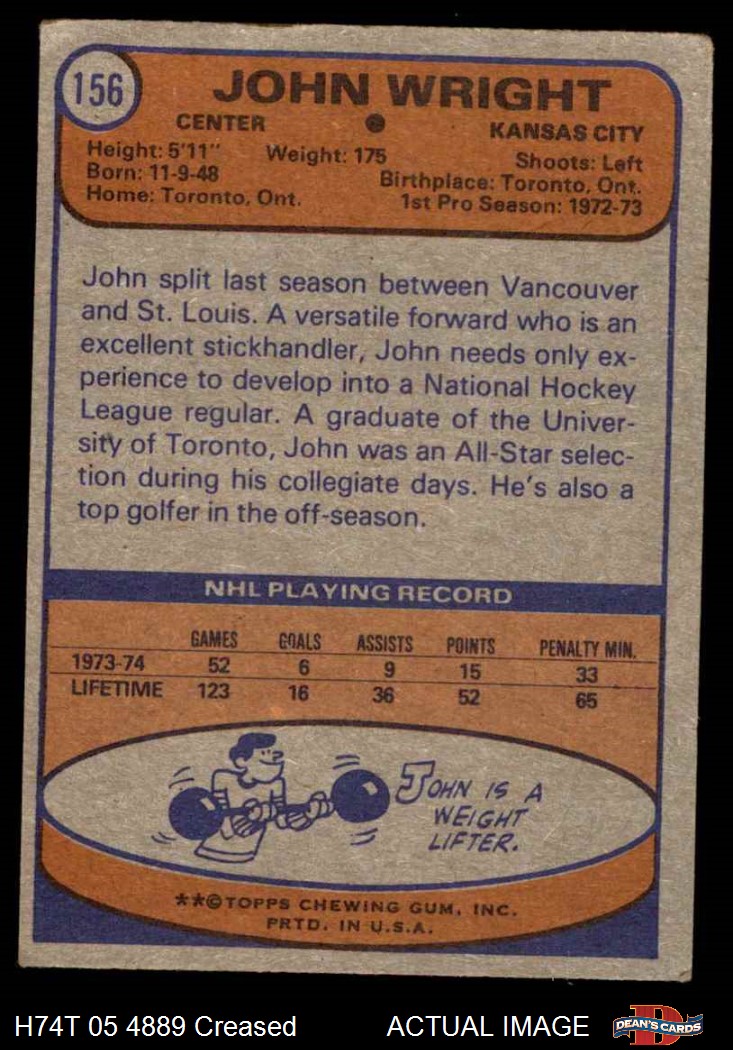 156
JOHN WRIGHT
CENTER
KANSAS CITY
Height: 5'11" Weight: 175 Shoots: Left
Born: 11-9-48 Birthplace: Toronto, Ont.
Home: Toronto, Ont. 1st Pro Season: 1972-73
John split last season between Vancouver
and St. Louis. A versatile forward who is an
excellent stickhandler, John needs only ex-
perience to develop into a National Hockey
League regular. A graduate of the Univer-
sity of Toronto, John was an All-Star selec-
tion during his collegiate days. He's also a
top golfer in the off-season.
NHL PLAYING RECORD
GAMES GOALS ASSISTS POINTS PENALTY MIN.
1973-74 52 6 9 15 33
LIFETIME 123 16 36 52 65
JOHN IS A
WEIGHT
LIFTER.
**©TOPPS CHEWING GUM, INC.
PRTD. IN U.S.A.
H74T 05 4889 Creased ACTUAL IMAGE D DEAN'S CARDS